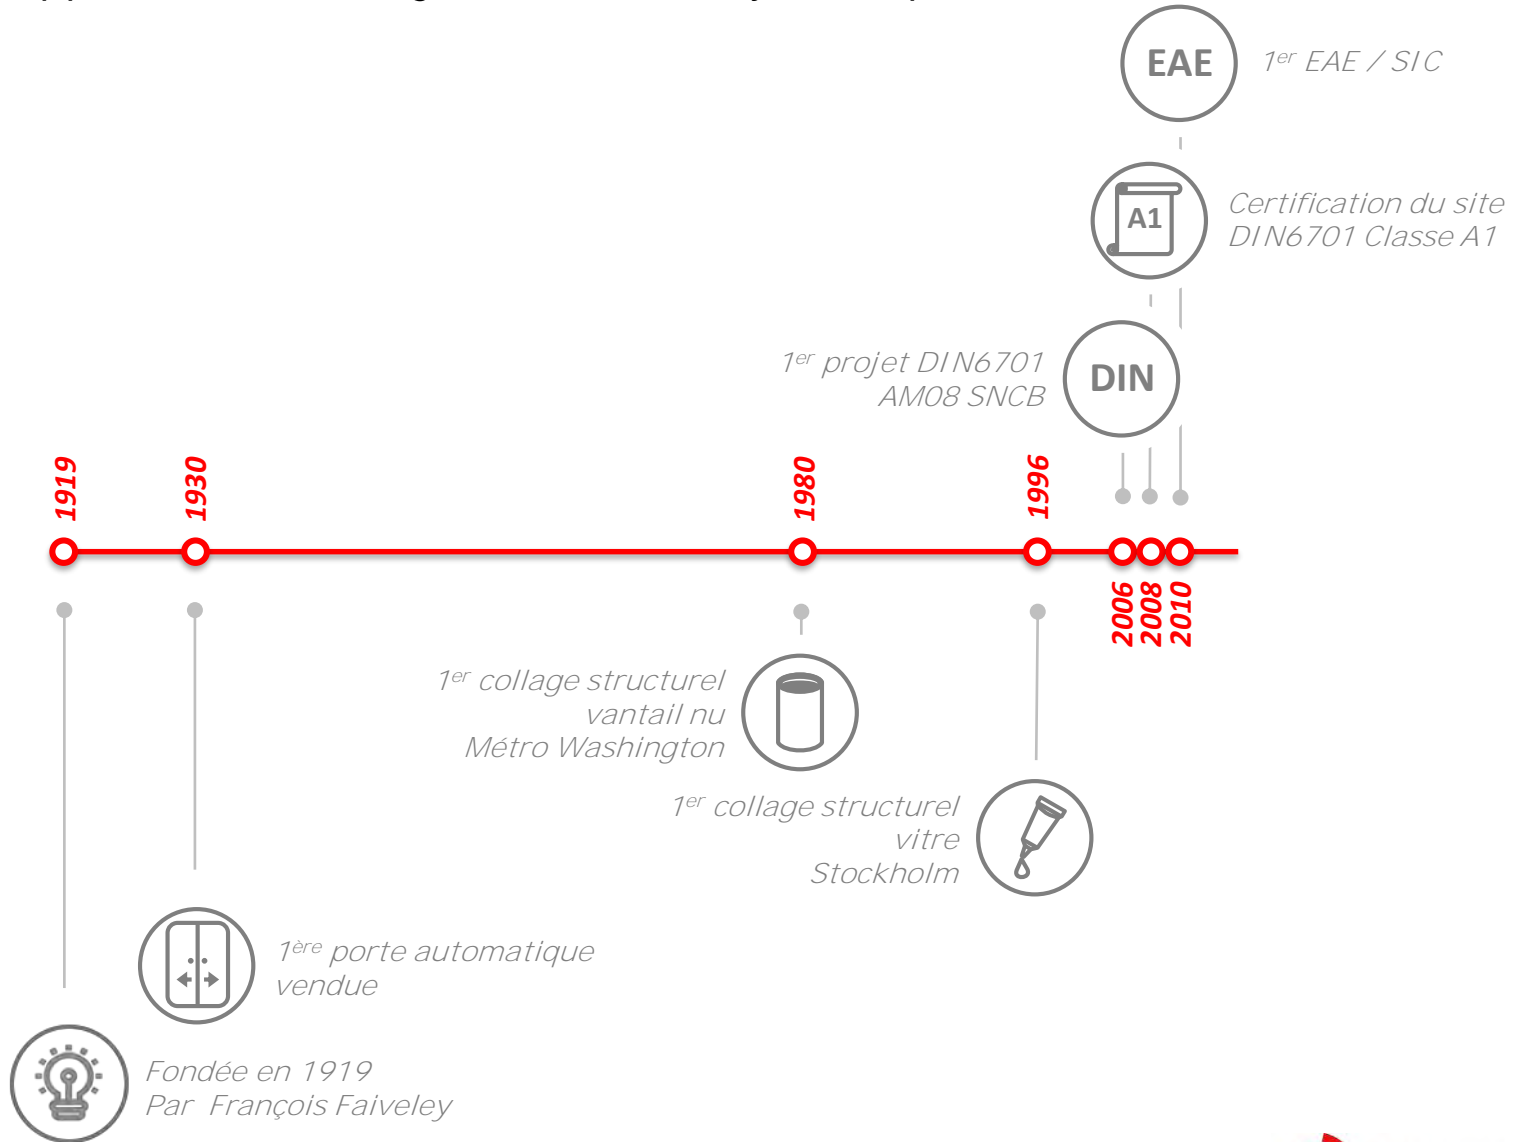 EAE
1er EAE / SIC
A1
Certification du site
DIN6701 Classe A1
1er projet DIN6701
AM08 SNCB
DIN
1919
1930
1980
1996
2006
2008
2010
1er collage structurel
vantail nu
Métro Washington
1er collage structurel
vitre
Stockholm
1ère porte automatique
vendue
Fondée en 1919
Par François Faiveley